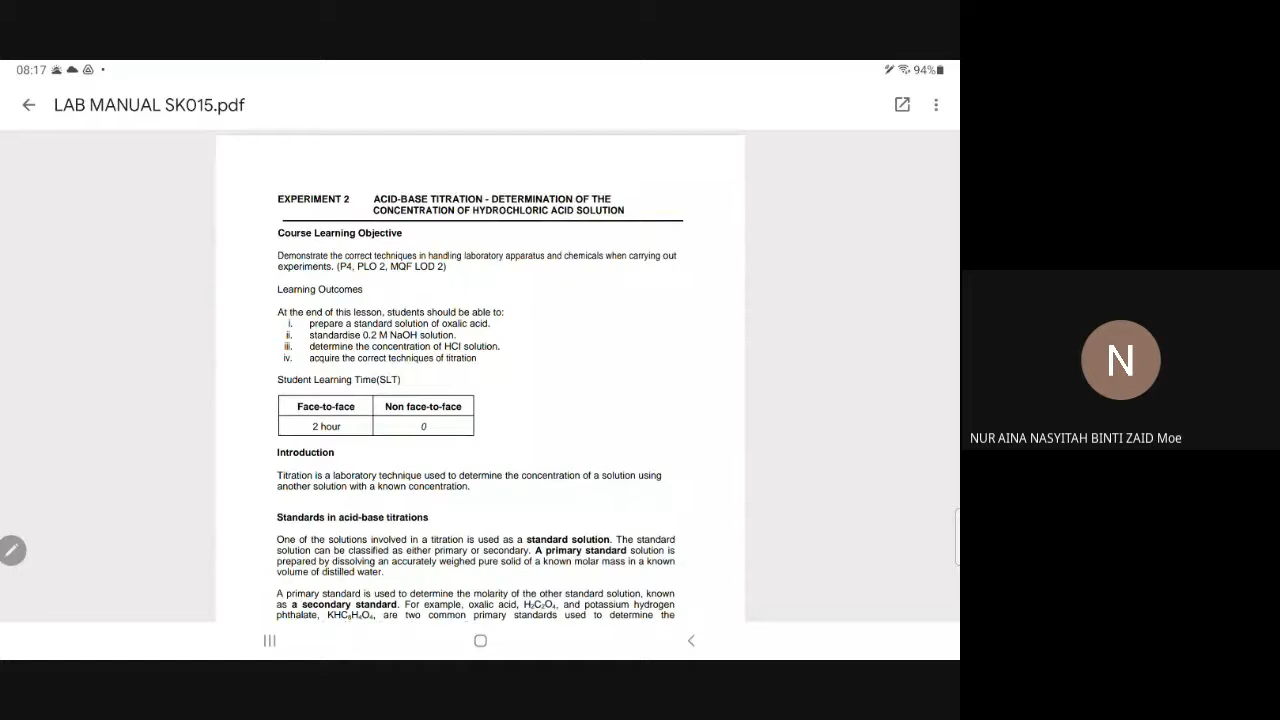 08:17
94%
LAB MANUAL SK015.pdf
EXPERIMENT 2 ACID-BASE TITRATION - DETERMINATION OF THE
CONCENTRATION OF HYDROCHLORIC ACID SOLUTION
Course Learning Objective
Demonstrate the correct techniques in handling laboratory apparatus and chemicals when carrying out
experiments. (P4, PLO 2, MQF LOD 2)
Learning Outcomes
At the end of this lesson, students should be able to:
i. prepare a standard solution of oxalic acid.
ii. standardise 0.2 M NaOH solution.
iii. determine the concentration of HCl solution.
iv. acquire the correct techniques of titration
Student Learning Time(SLT)
Face-to-face Non face-to-face
2 hour 0
Introduction
Titration is a laboratory technique used to determine the concentration of a solution using
another solution with a known concentration.
Standards in acid-base titrations
One of the solutions involved in a titration is used as a standard solution. The standard
solution can be classified as either primary or secondary. A primary standard solution is
prepared by dissolving an accurately weighed pure solid of a known molar mass in a known
volume of distilled water.
A primary standard is used to determine the molarity of the other standard solution, known
as a secondary standard. For example, oxalic acid, H₂C₂O₄, and potassium hydrogen
phthalate, KHC₈H₄O₄, are two common primary standards used to determine the
N
NUR AINA NASYITAH BINTI ZAID Moe